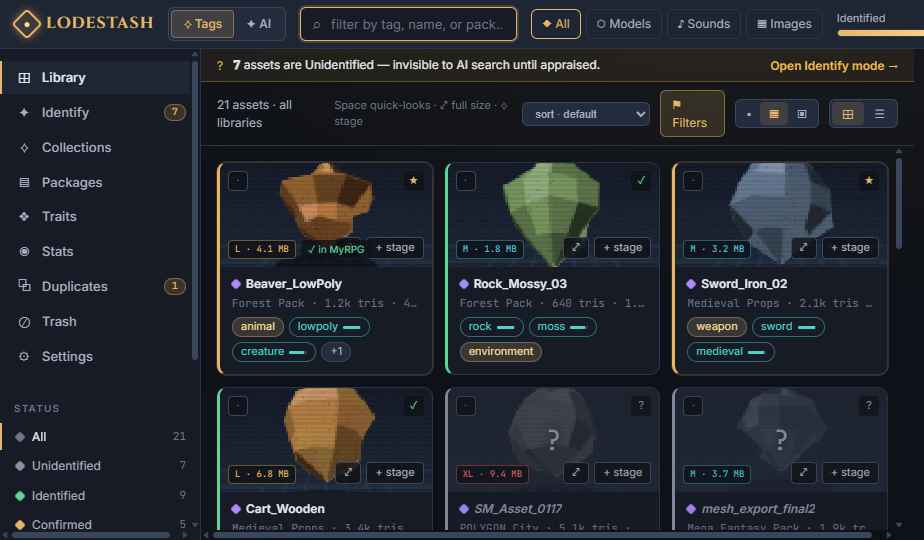 LODESTASH
Tags
AI
filter by tag, name, or pack..
All
Models
Sounds
Images
Identified
Library
Identify 7
Collections
Packages
Traits
Stats
Duplicates 1
Trash
Settings
STATUS
All 21
Unidentified 7
Identified 9
Confirmed 5
? 7 assets are Unidentified — invisible to AI search until appraised.
Open Identify mode →
21 assets · all
libraries
Space quick-looks · ⤢ full size · ⟡
stage
sort · default
Filters
L · 4.1 MB
✓ in MyRPG
+ stage
Beaver_LowPoly
Forest Pack · 1.2k tris · 4…
animal
lowpoly
creature
+1
M · 1.8 MB
+ stage
Rock_Mossy_03
Forest Pack · 640 tris · 1.…
rock
moss
environment
M · 3.2 MB
+ stage
Sword_Iron_02
Medieval Props · 2.1k tris …
weapon
sword
medieval
L · 6.8 MB
+ stage
Cart_Wooden
Medieval Props · 3.4k tris
?
?
XL · 9.4 MB
+ stage
SM_Asset_0117
POLYGON City · 5.1k tris ·
?
?
M · 3.7 MB
+ stage
mesh_export_final2
Mega Fantasy Pack · 1.9k tr